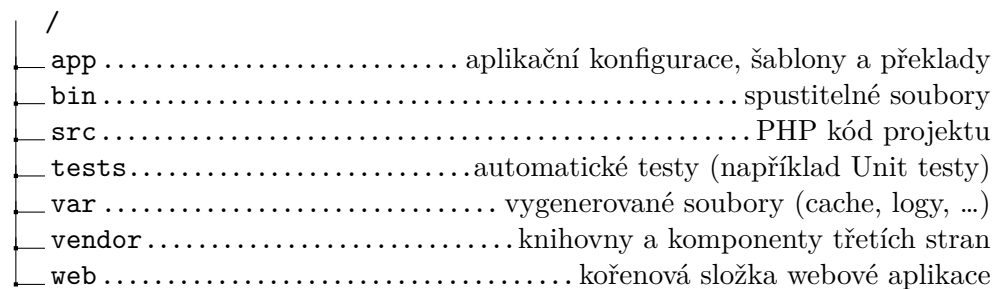 /
app ............................ aplikační konfigurace, šablony a překlady
bin .................................................. spustitelné soubory
src ................................................... PHP kód projektu
tests ........................... automatické testy (například Unit testy)
var ............................... vygenerované soubory (cache, logy, …)
vendor ............................. knihovny a komponenty třetích stran
web ..................................... kořenová složka webové aplikace